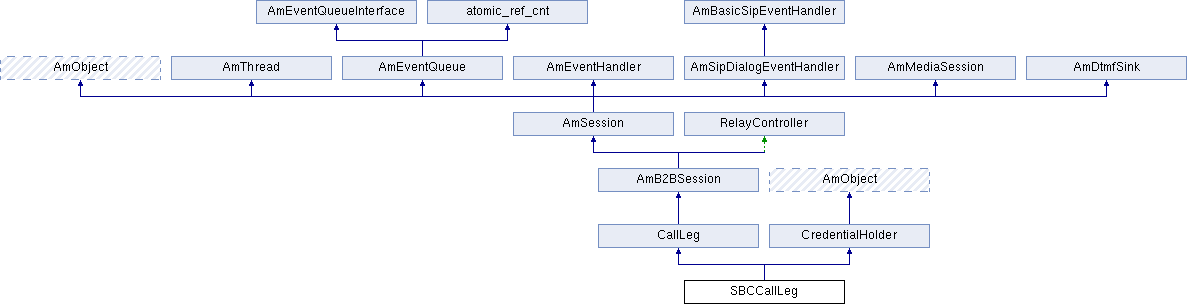 AmEventQueueInterface
atomic_ref_cnt
AmBasicSipEventHandler
AmObject
AmThread
AmEventQueue
AmEventHandler
AmSipDialogEventHandler
AmMediaSession
AmDtmfSink
AmSession
RelayController
AmB2BSession
AmObject
CallLeg
CredentialHolder
SBCCallLeg